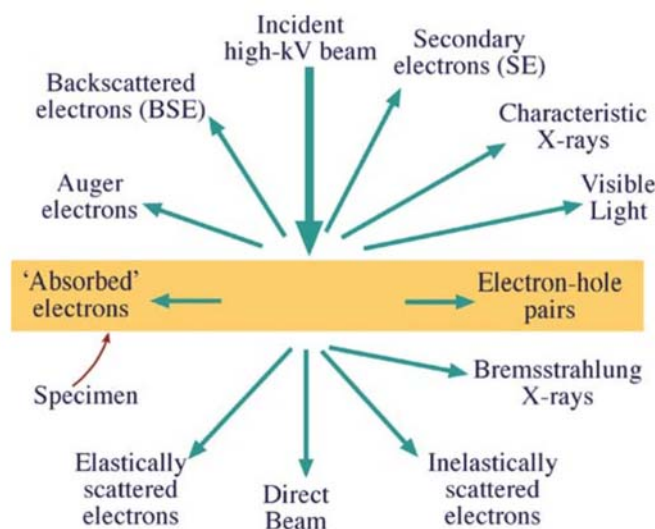 Incident
high-kV beam
Secondary
electrons (SE)
Backscattered
electrons (BSE)
Characteristic
X-rays
Auger
electrons
Visible
Light
‘Absorbed’
electrons
Electron-hole
pairs
Specimen
Bremsstrahlung
X-rays
Elastically
scattered
electrons
Direct
Beam
Inelastically
scattered
electrons